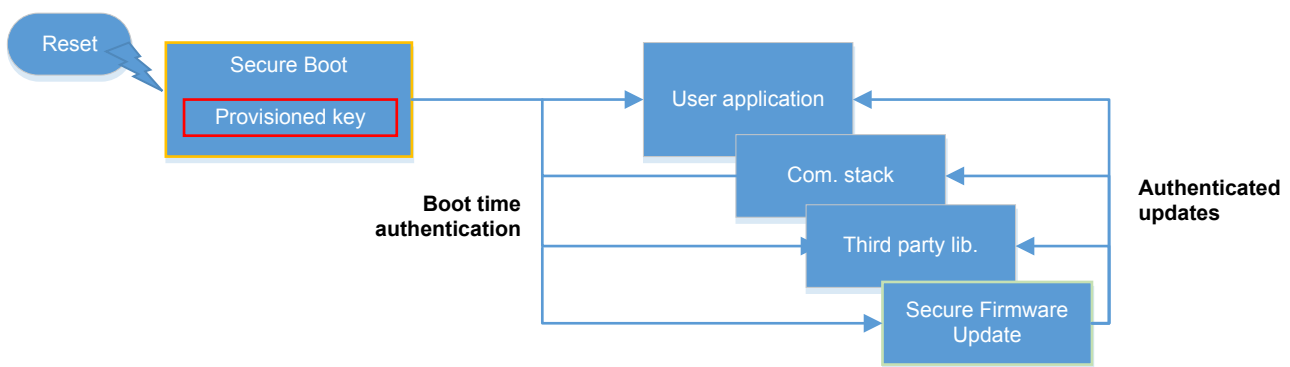 Reset
Secure Boot
Provisioned key
User application
Com. stack
Third party lib.
Secure Firmware
Update
Boot time
authentication
Authenticated
updates